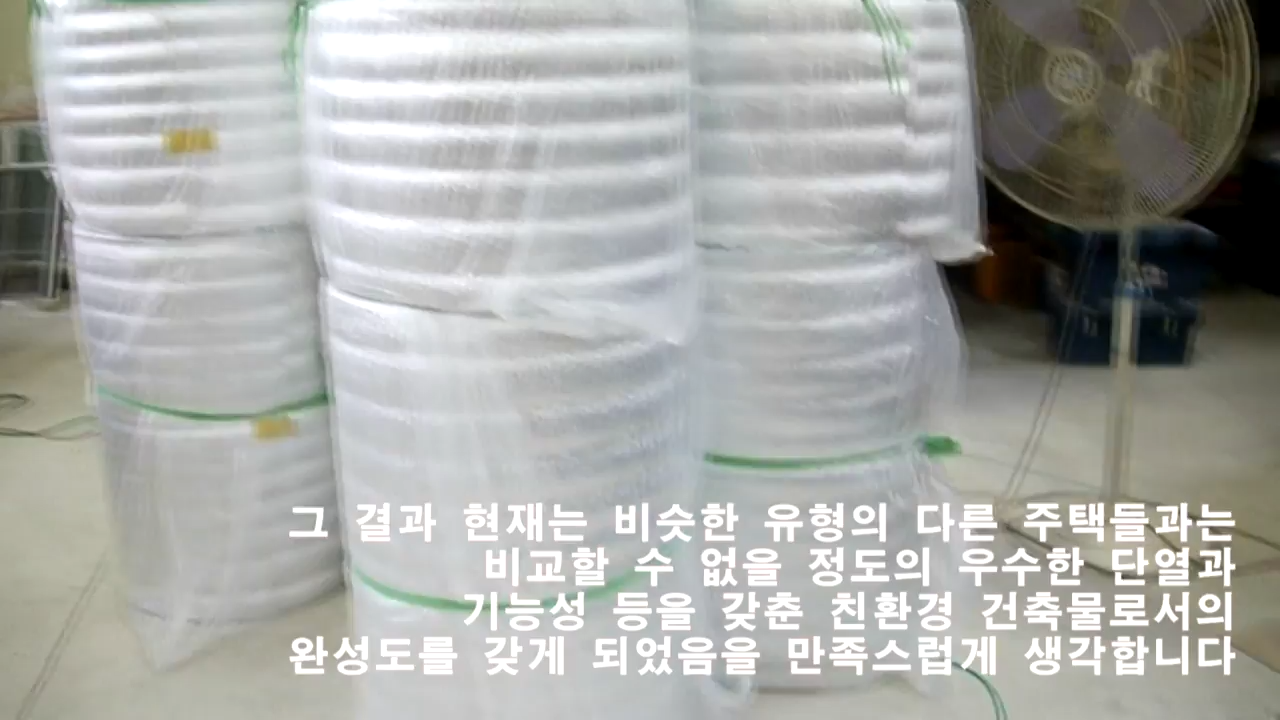 그 결과 현재는 비슷한 유형의 다른 주택들과는
비교할 수 없을 정도의 우수한 단열과
기능성 등을 갖춘 친환경 건축물로서의
완성도를 갖게 되었음을 만족스럽게 생각합니다